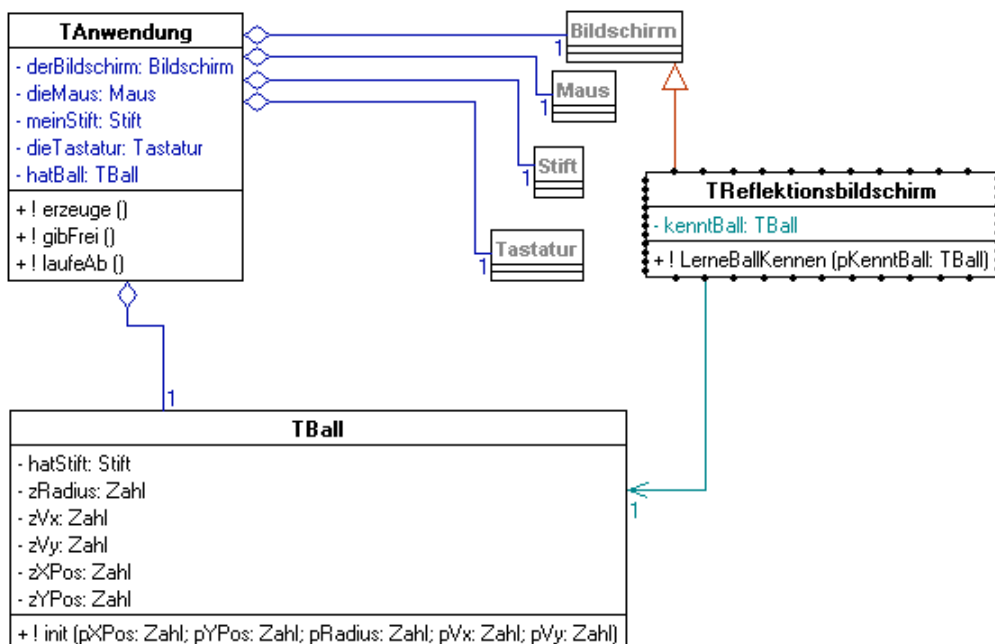 TAnwendung
- derBildschirm: Bildschirm
- dieMaus: Maus
- meinStift: Stift
- dieTastatur: Tastatur
- hatBall: TBall
+ ! erzeuge ()
+ ! gibFrei ()
+ ! laufeAb ()
1
Bildschirm
1
Maus
1
Stift
1
Tastatur
TReflektionsbildschirm
- kenntBall: TBall
+ ! LerneBallKennen (pKenntBall: TBall)
1
TBall
- hatStift: Stift
- zRadius: Zahl
- zVx: Zahl
- zVy: Zahl
- zXPos: Zahl
- zYPos: Zahl
+ ! init (pXPos: Zahl; pYPos: Zahl; pRadius: Zahl; pVx: Zahl; pVy: Zahl)
1